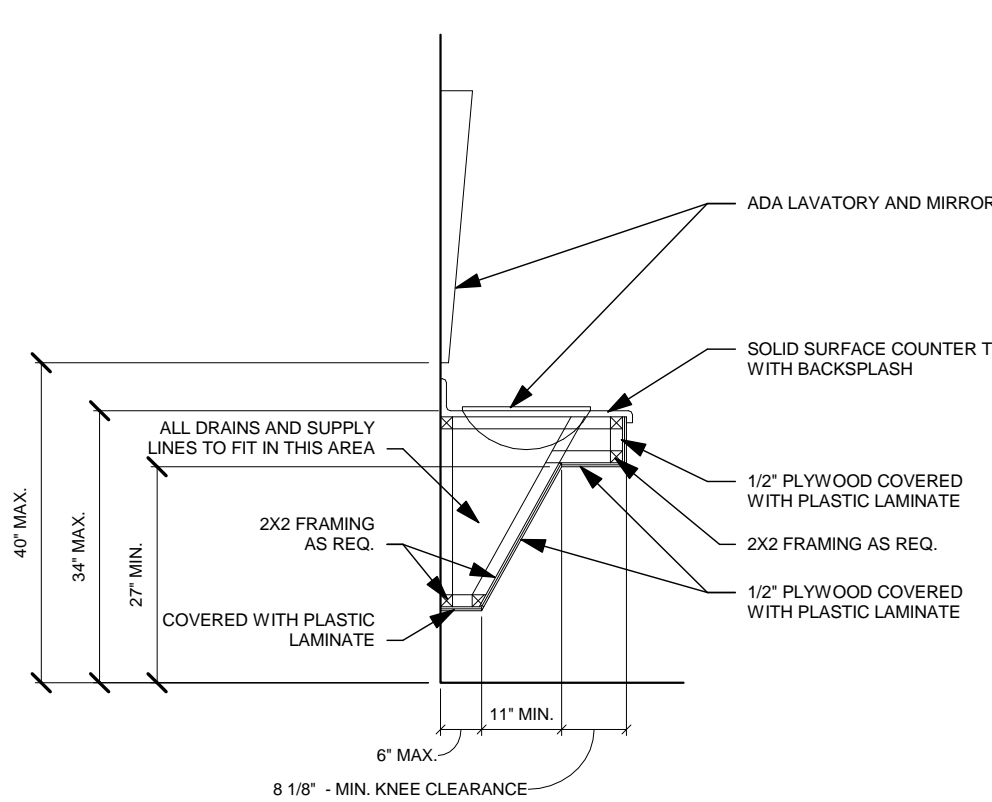 ADA LAVATORY AND MIRROR
SOLID SURFACE COUNTER T
WITH BACKSPLASH
ALL DRAINS AND SUPPLY
LINES TO FIT IN THIS AREA
1/2" PLYWOOD COVERED
WITH PLASTIC LAMINATE
2X2 FRAMING
AS REQ.
2X2 FRAMING AS REQ.
1/2" PLYWOOD COVERED
WITH PLASTIC LAMINATE
COVERED WITH PLASTIC
LAMINATE
40" MAX.
34" MAX.
27" MIN.
11" MIN.
6" MAX.
8 1/8" - MIN. KNEE CLEARANCE